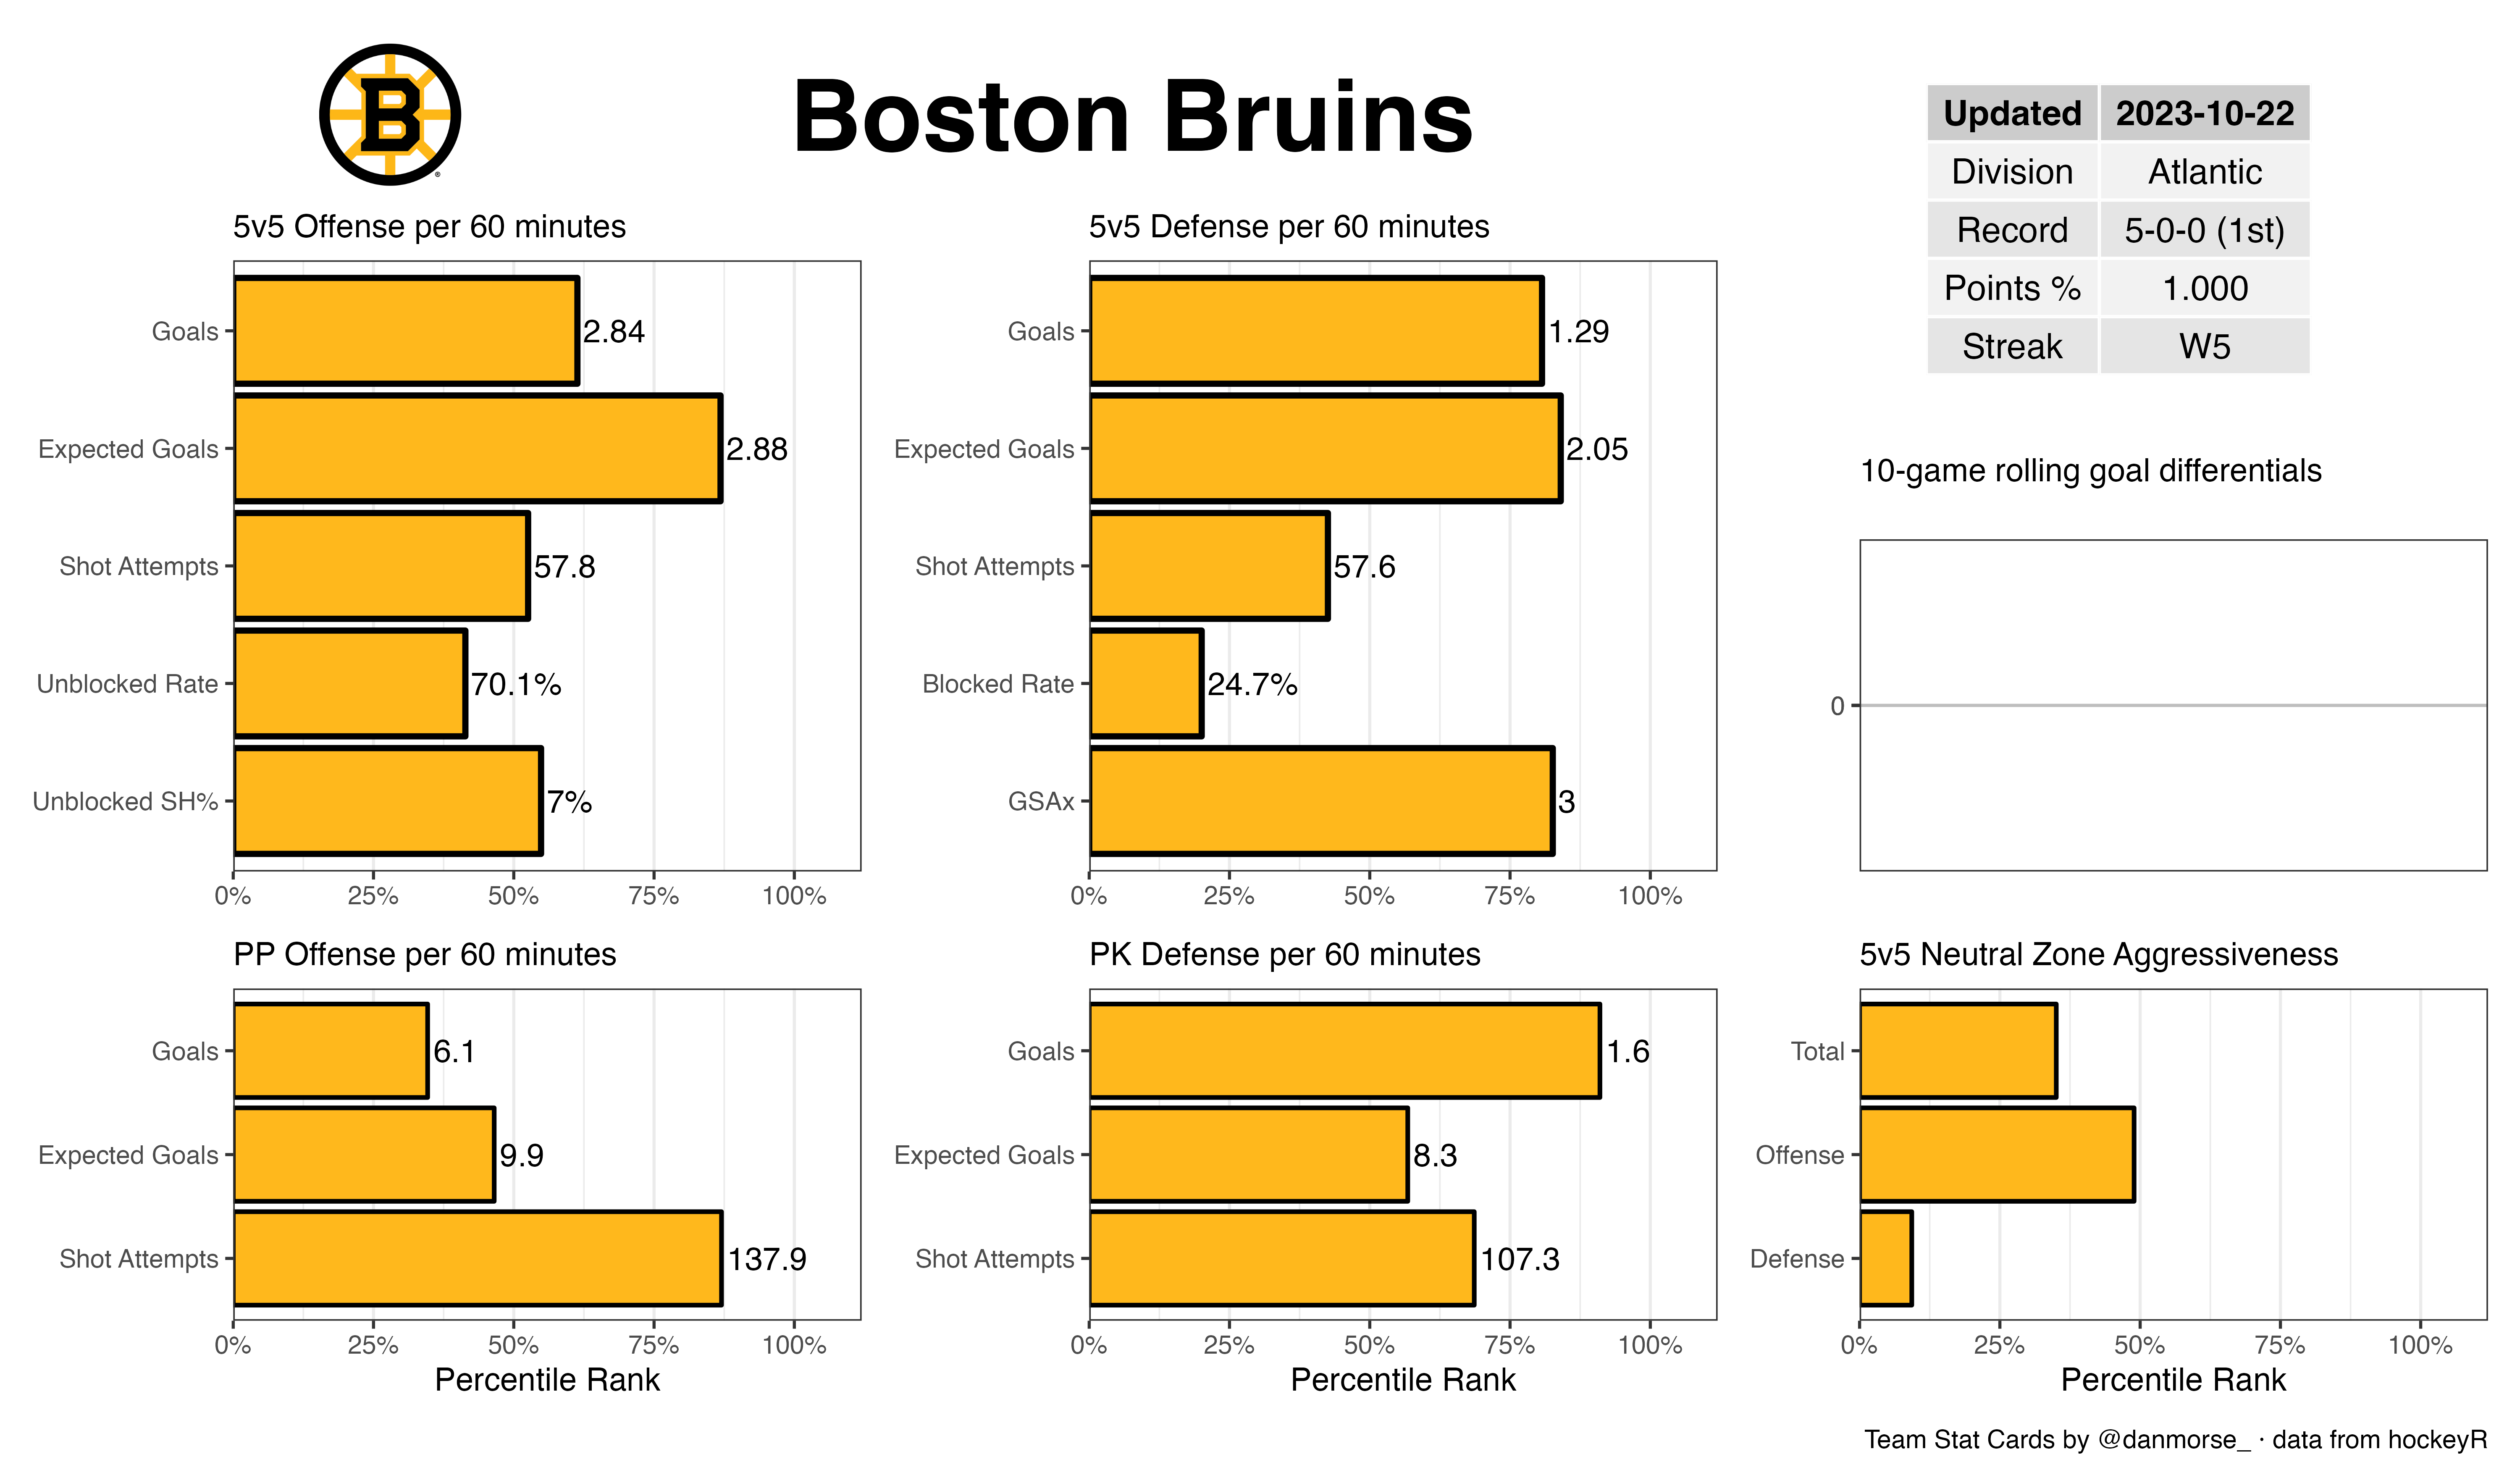 B
®
Boston Bruins
Updated 2023-10-22
Division Atlantic
Record 5-0-0 (1st)
Points % 1.000
Streak W5
5v5 Offense per 60 minutes
Goals 2.84
Expected Goals 2.88
Shot Attempts 57.8
Unblocked Rate 70.1%
Unblocked SH% 7%
0% 25% 50% 75% 100%
5v5 Defense per 60 minutes
Goals 1.29
Expected Goals 2.05
Shot Attempts 57.6
Blocked Rate 24.7%
GSAx 3
0% 25% 50% 75% 100%
10-game rolling goal differentials
0
PP Offense per 60 minutes
Goals 6.1
Expected Goals 9.9
Shot Attempts 137.9
0% 25% 50% 75% 100%
Percentile Rank
PK Defense per 60 minutes
Goals 1.6
Expected Goals 8.3
Shot Attempts 107.3
0% 25% 50% 75% 100%
Percentile Rank
5v5 Neutral Zone Aggressiveness
Total
Offense
Defense
0% 25% 50% 75% 100%
Percentile Rank
Team Stat Cards by @danmorse_ · data from hockeyR